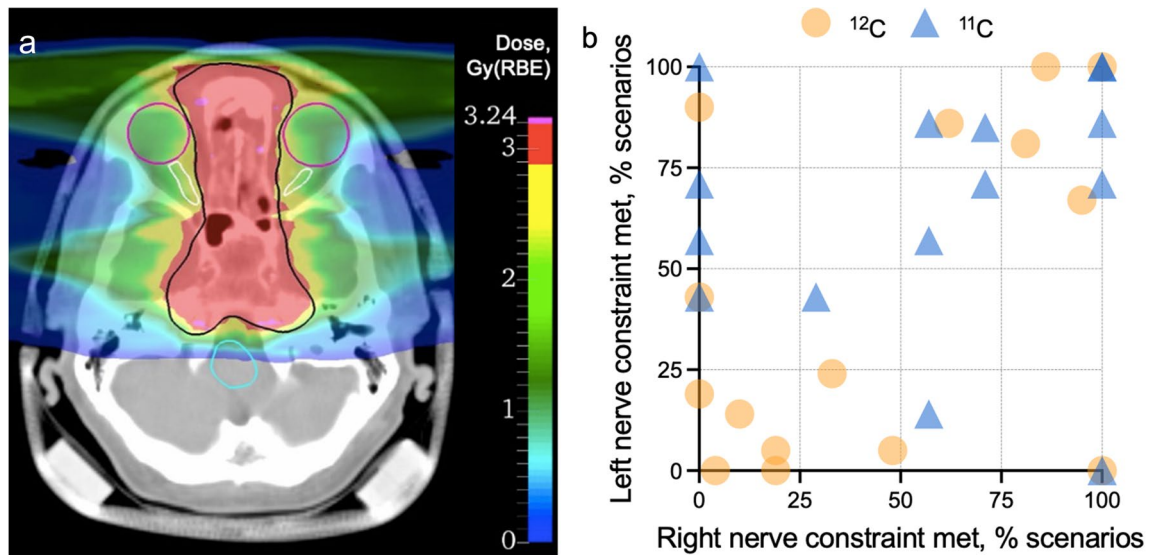 a
Dose,
Gy(RBE)
3.24
3
2
1
0
b
¹²C
¹¹C
Left nerve constraint met, % scenarios
100
75
50
25
0
0
25
50
75
100
Right nerve constraint met, % scenarios